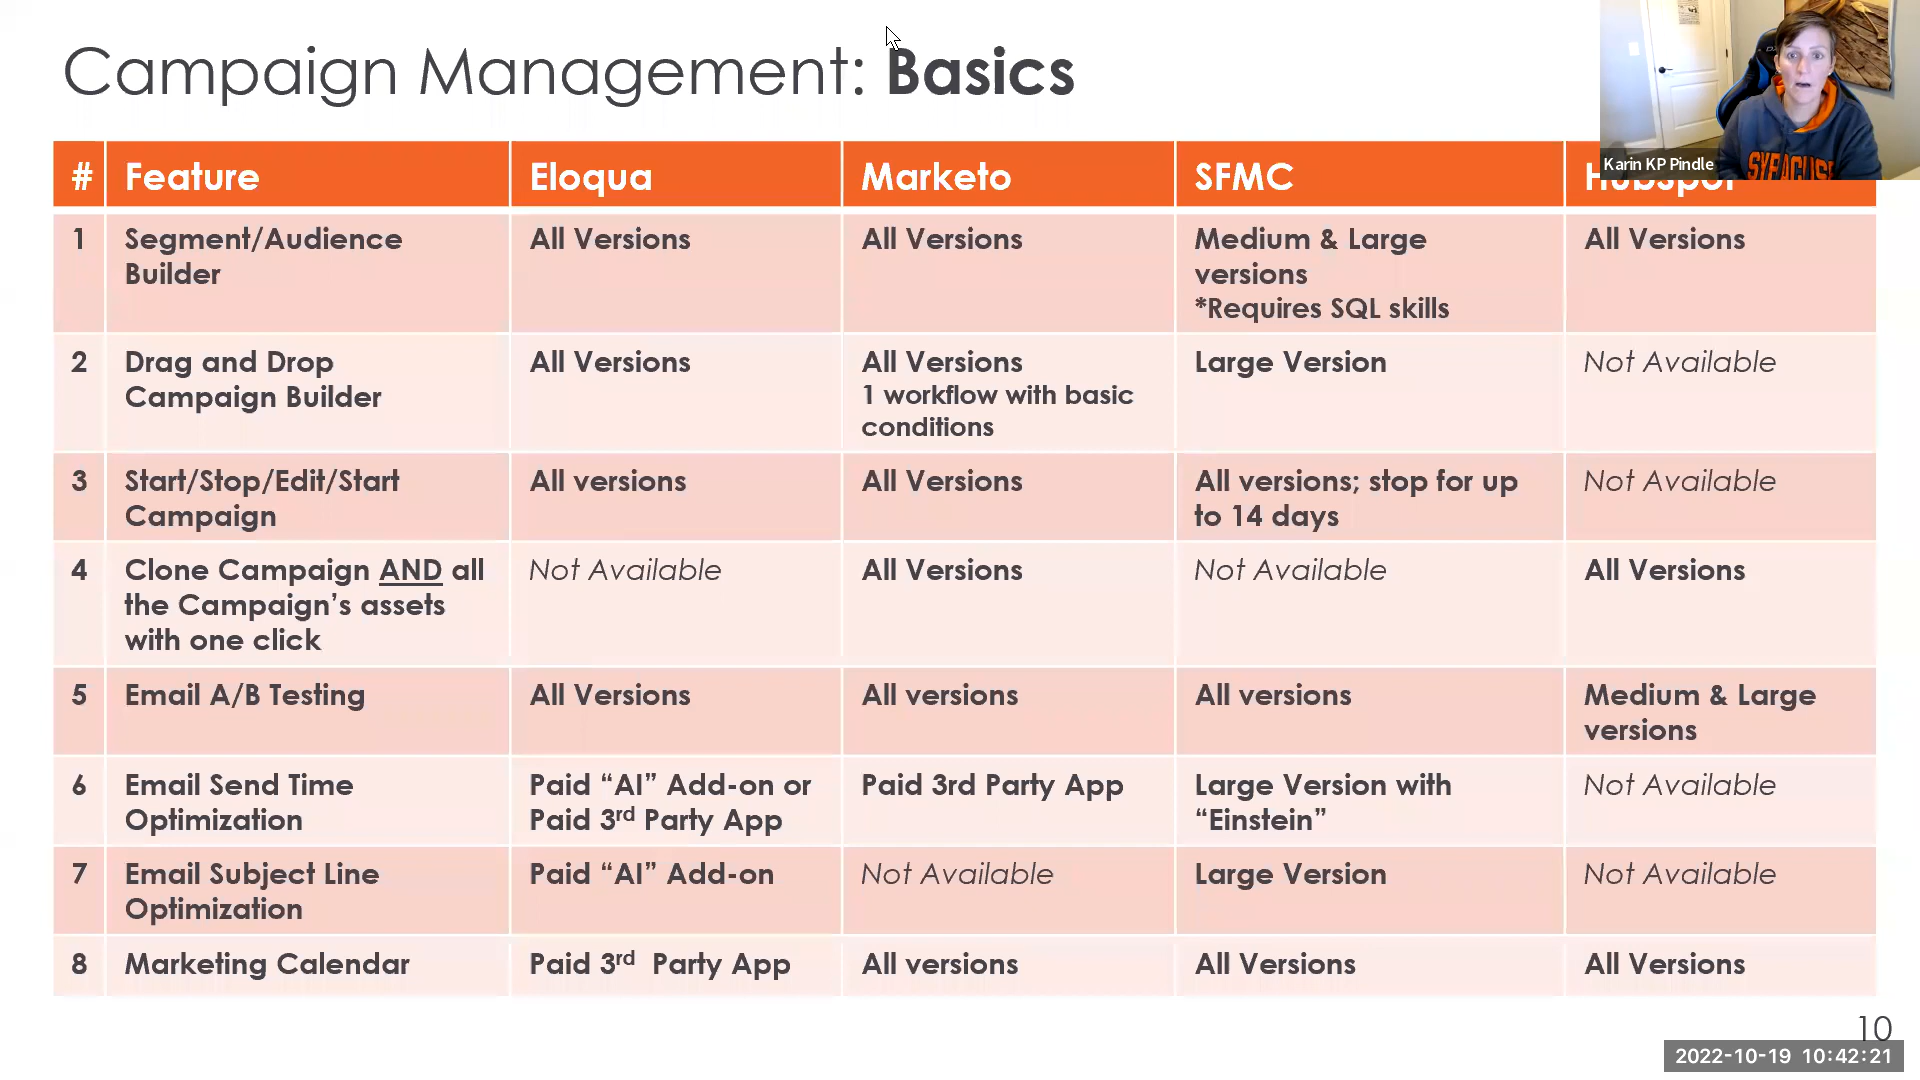 Campaign Management: Basics
Karin KP Pindle
SYRACUSE
# Feature Eloqua Marketo SFMC Hubspot
1 Segment/Audience Builder All Versions All Versions Medium & Large versions *Requires SQL skills All Versions
2 Drag and Drop Campaign Builder All Versions All Versions 1 workflow with basic conditions Large Version Not Available
3 Start/Stop/Edit/Start Campaign All versions All Versions All versions; stop for up to 14 days Not Available
4 Clone Campaign AND all the Campaign’s assets with one click Not Available All Versions Not Available All Versions
5 Email A/B Testing All Versions All versions All versions Medium & Large versions
6 Email Send Time Optimization Paid “AI” Add-on or Paid 3rd Party App Paid 3rd Party App Large Version with “Einstein” Not Available
7 Email Subject Line Optimization Paid “AI” Add-on Not Available Large Version Not Available
8 Marketing Calendar Paid 3rd Party App All versions All Versions All Versions
10
2022-10-19 10:42:21